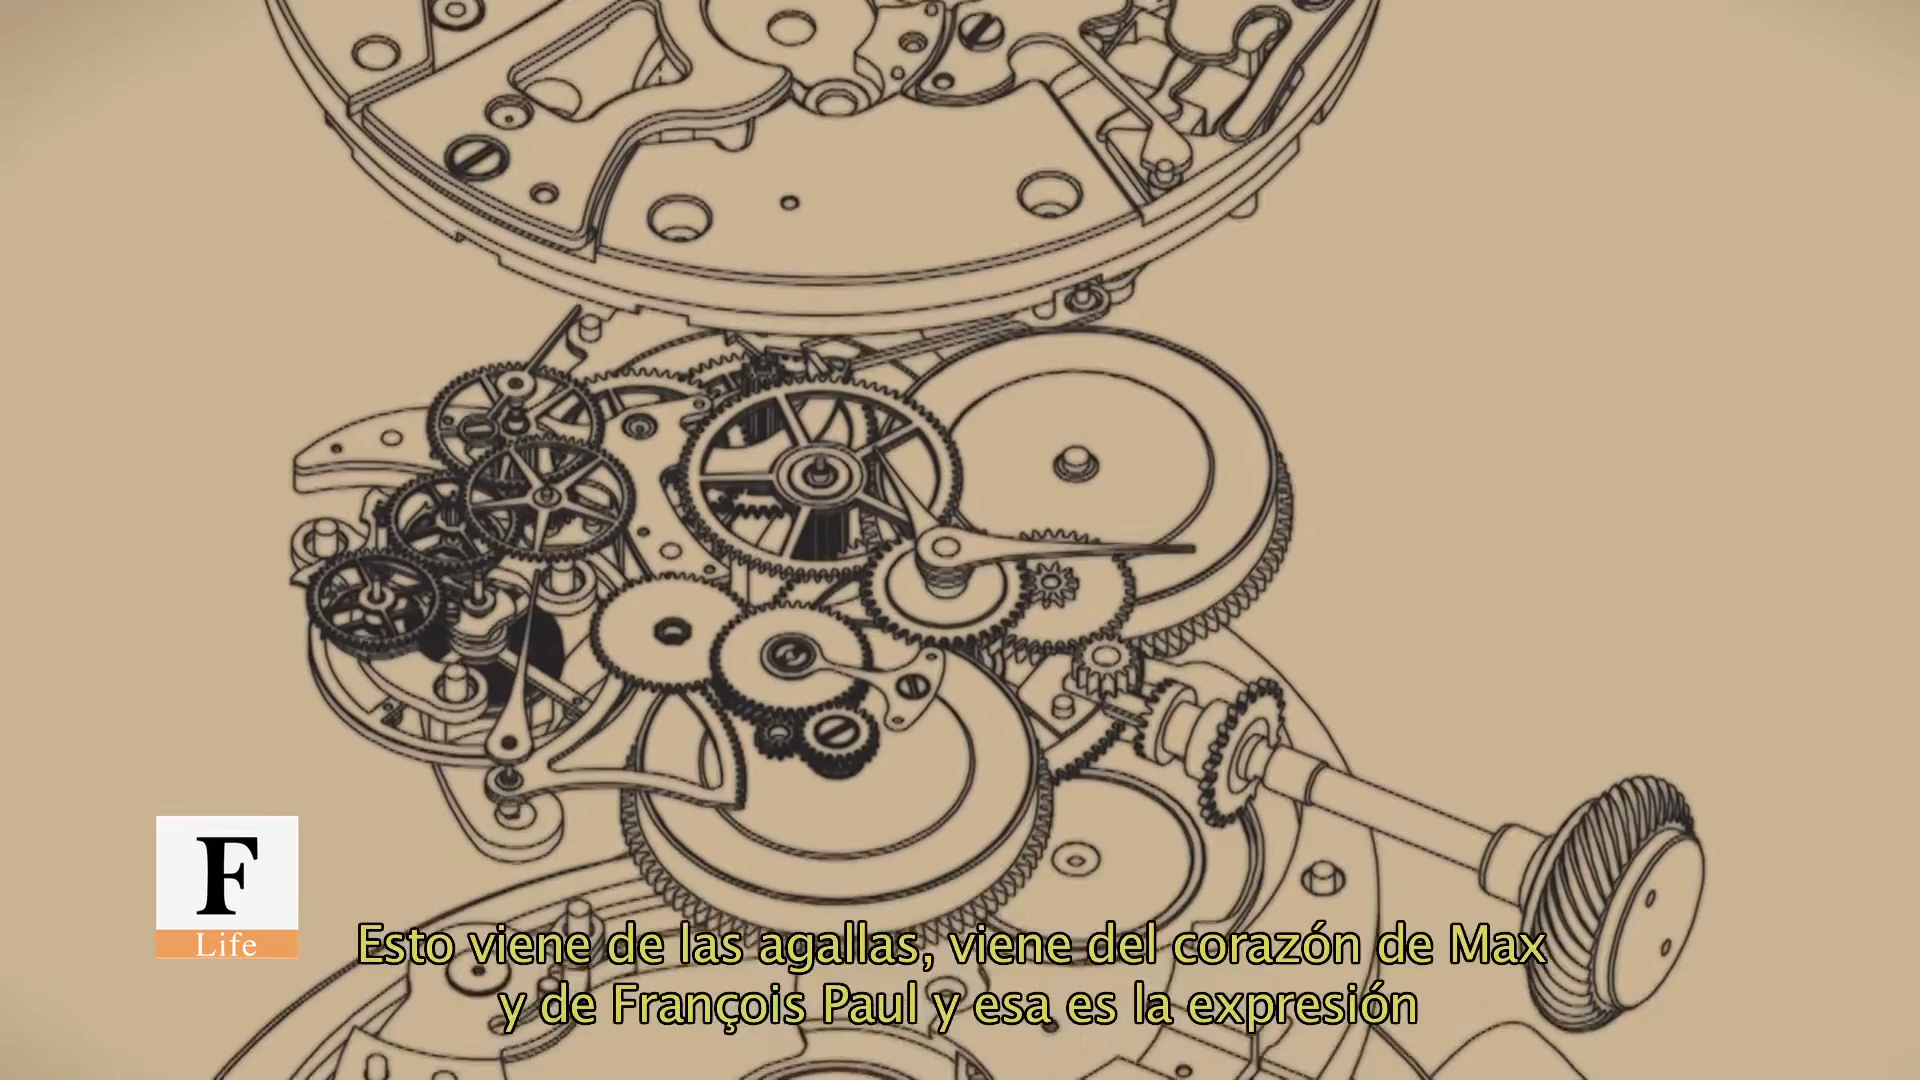 F
Life
Esto viene de las agallas, viene del corazón de Max
y de François Paul y esa es la expresión